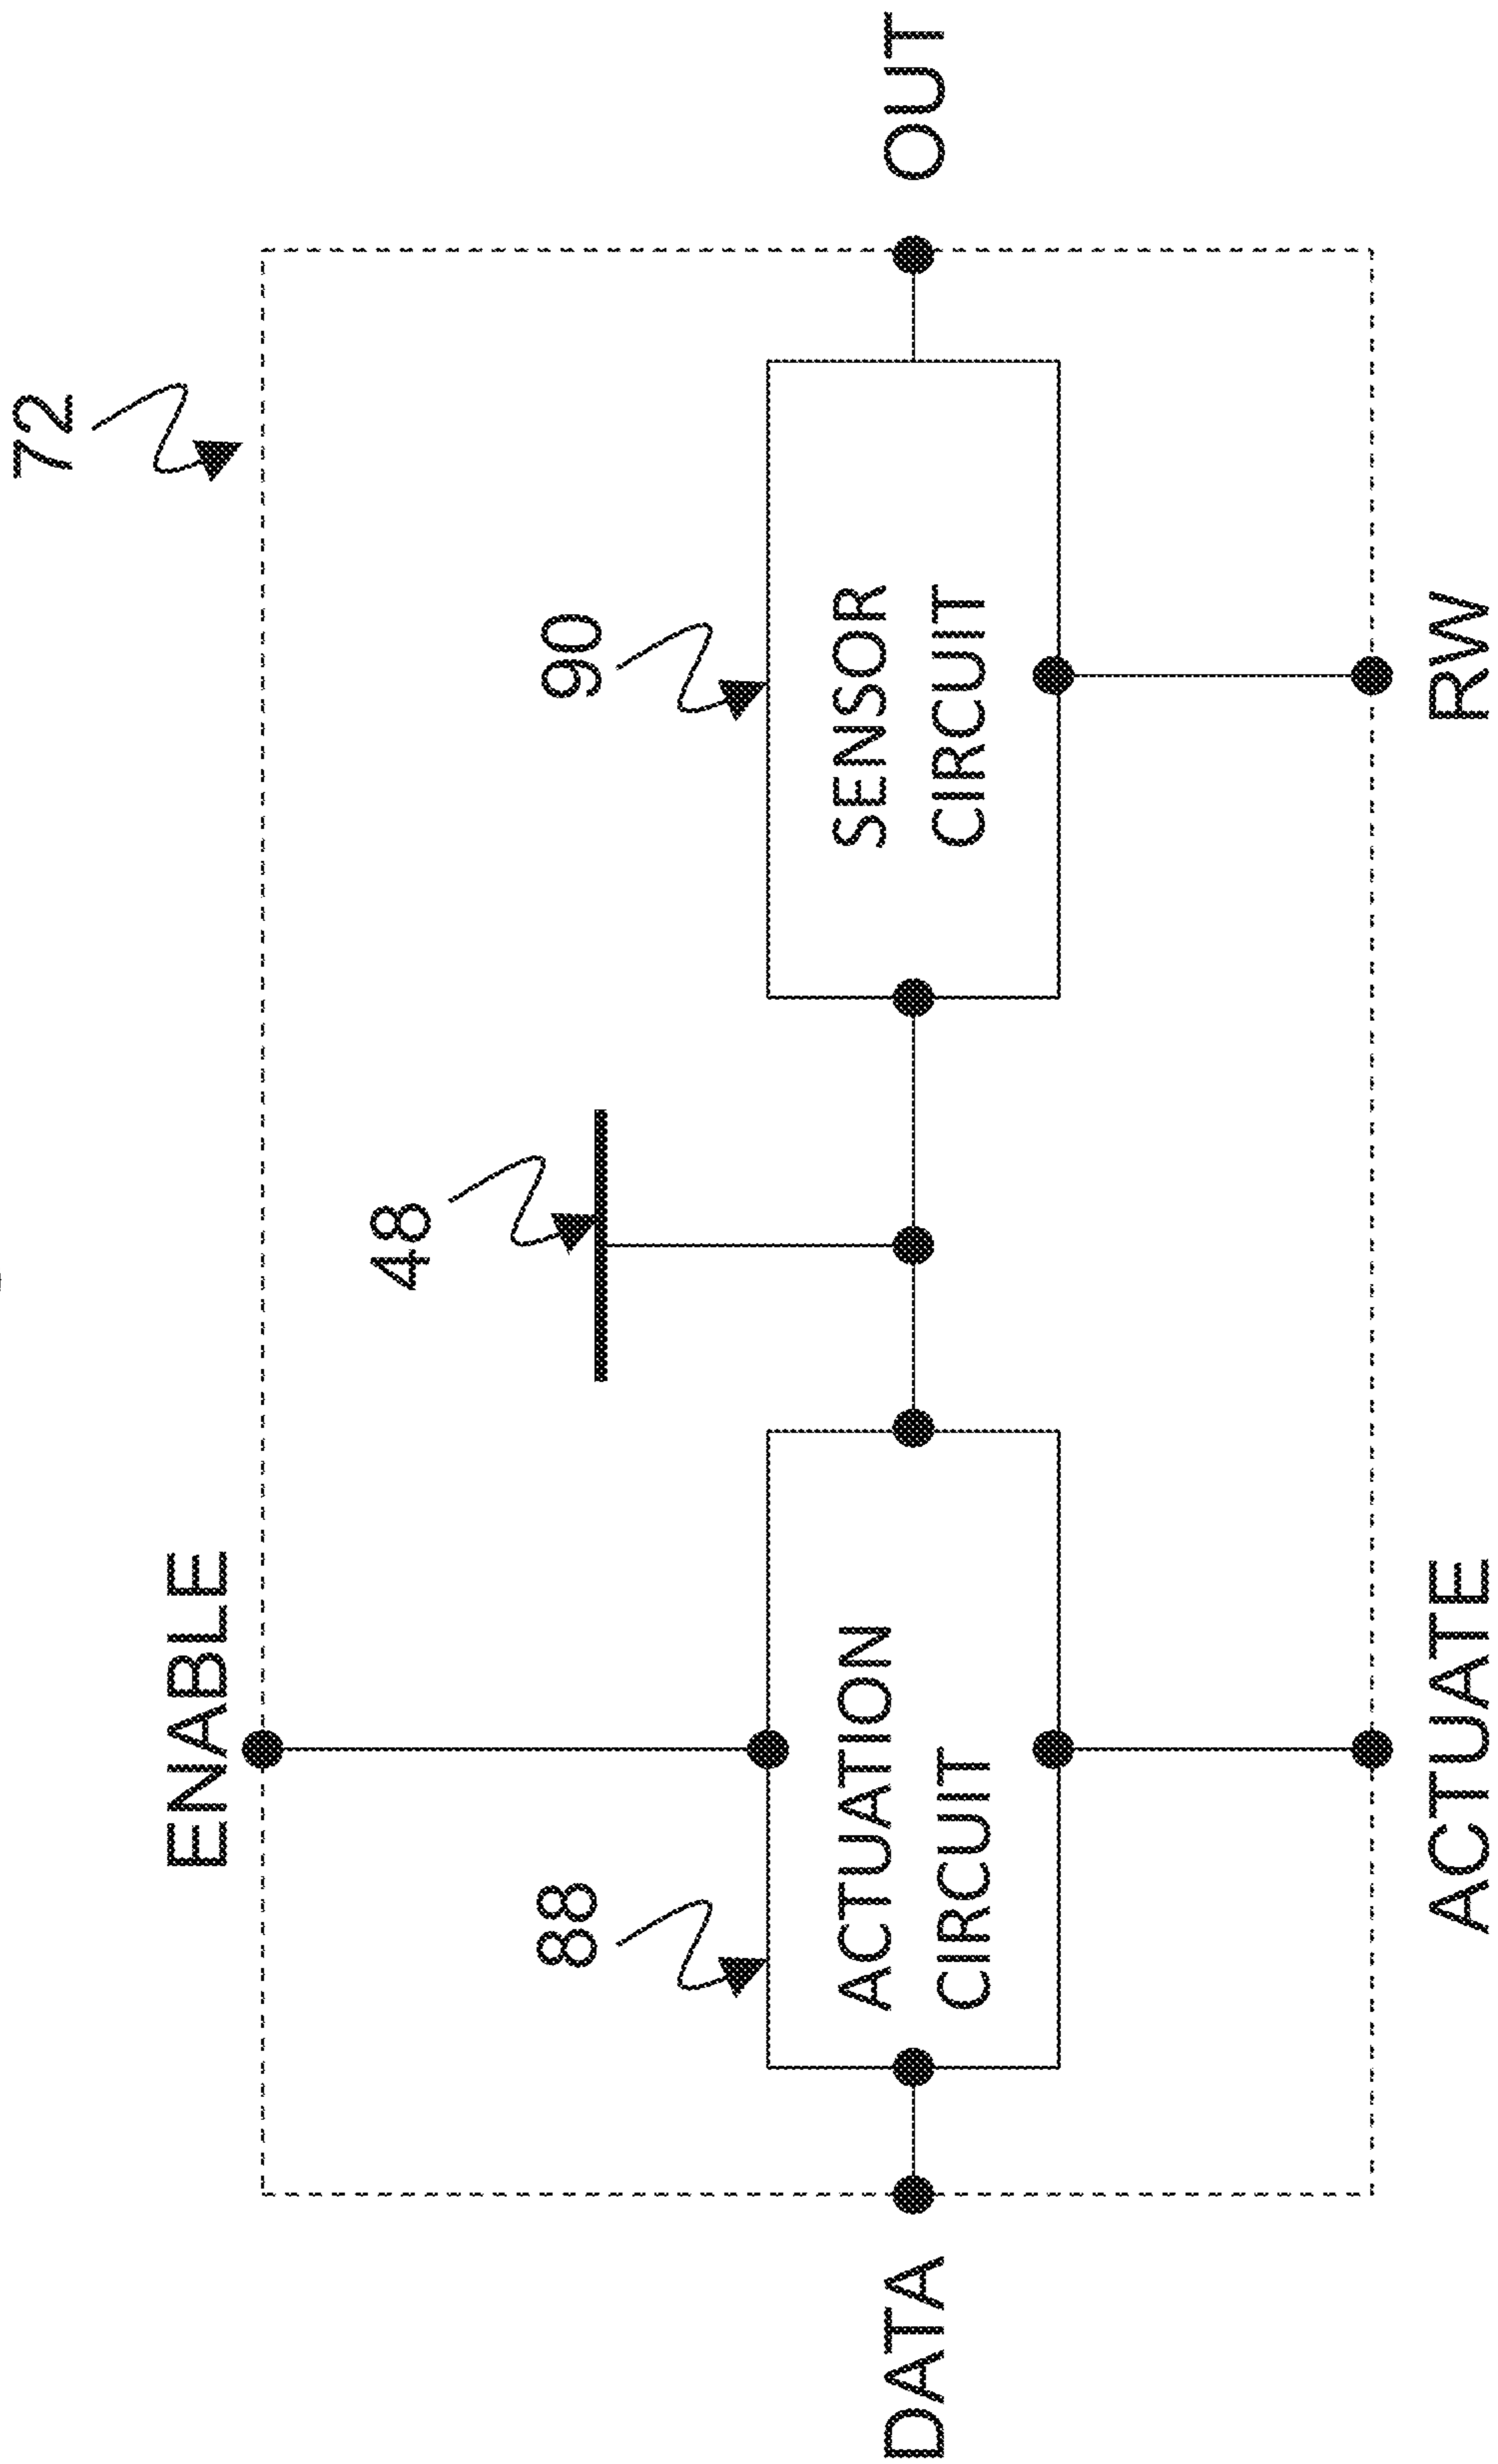 72
ENABLE
48
88
90
DATA
ACTUATION
CIRCUIT
SENSOR
CIRCUIT
OUT
ACTUATE
RW